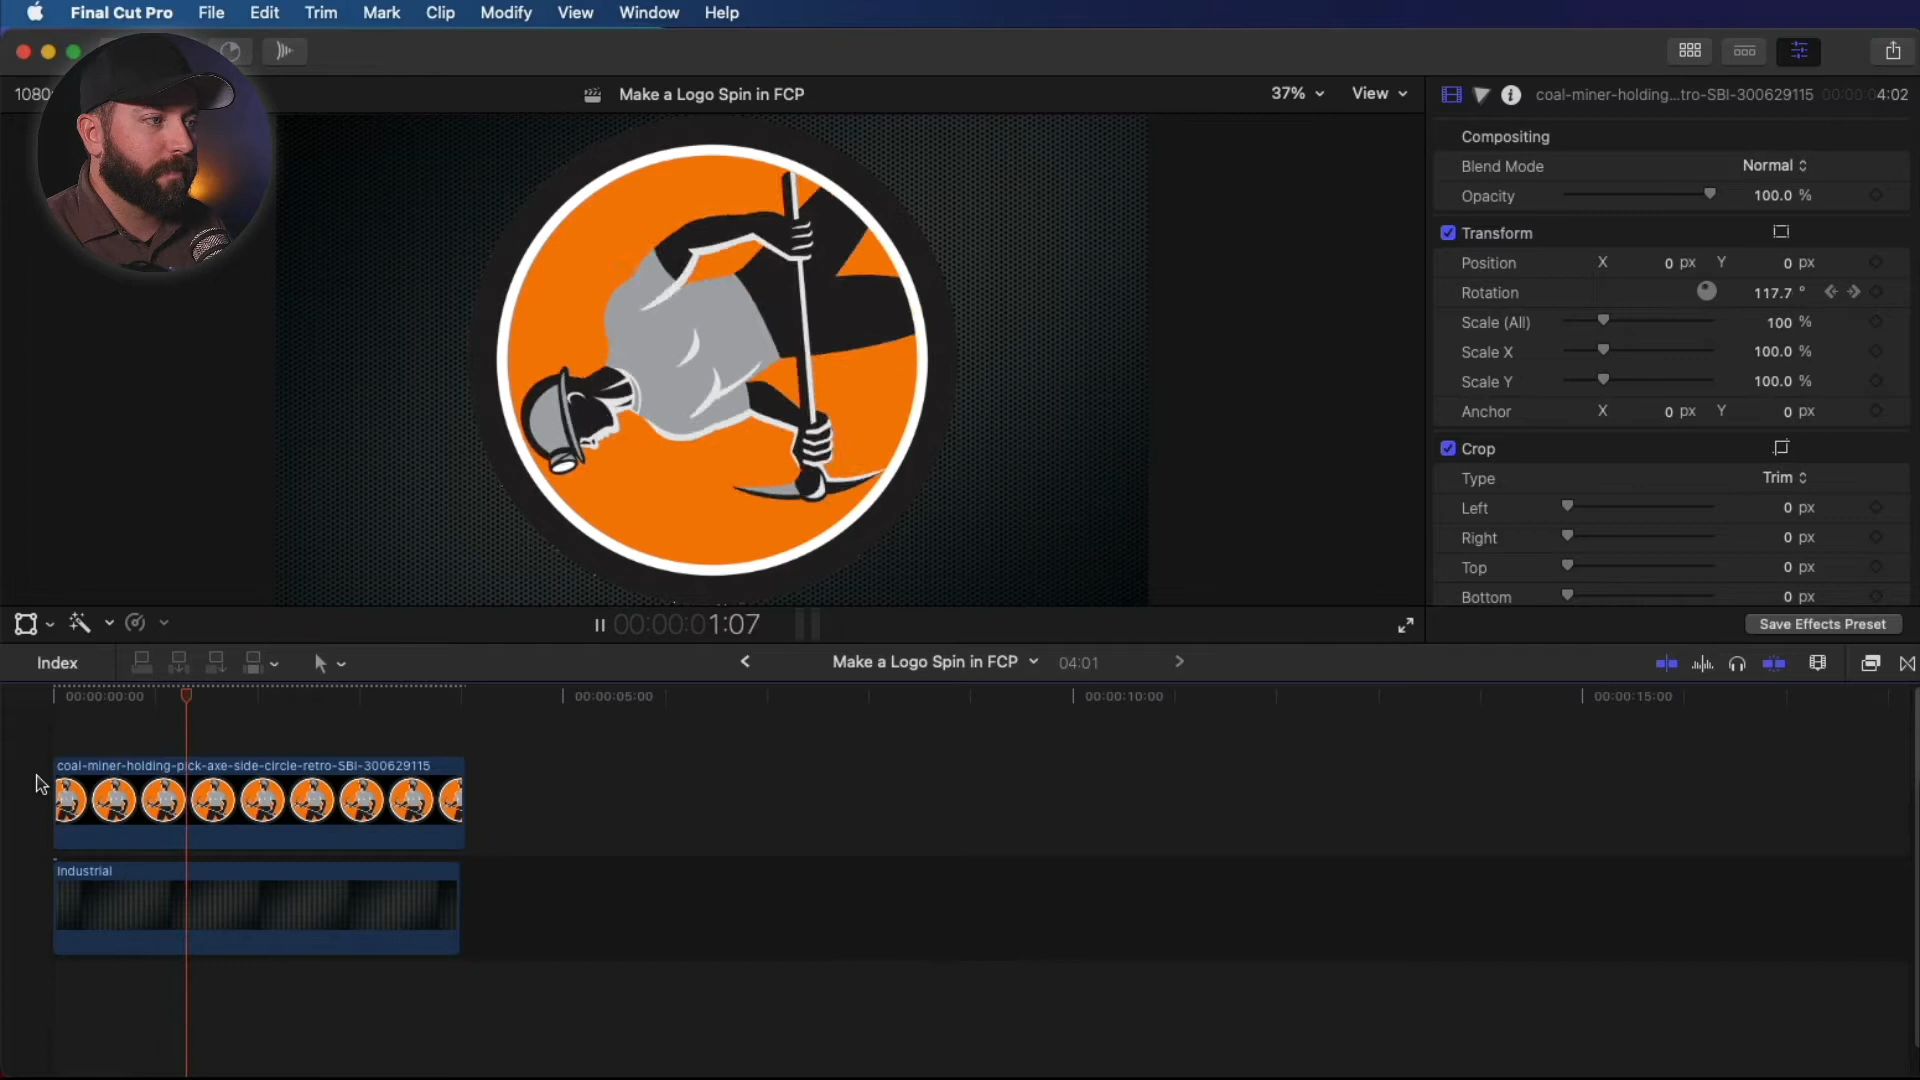 Final Cut Pro File Edit Trim Mark Clip Modify View Window Help
1080
Make a Logo Spin in FCP
37%
View
coal-miner-holding...tro-SBI-300629115
00:00:04:02
Compositing
Blend Mode Normal
Opacity 100.0 %
Transform
Position X 0 px Y 0 px
Rotation 117.7 °
Scale (All) 100 %
Scale X 100.0 %
Scale Y 100.0 %
Anchor X 0 px Y 0 px
Crop
Type Trim
Left 0 px
Right 0 px
Top 0 px
Bottom 0 px
00:00:01:07
Save Effects Preset
Index
Make a Logo Spin in FCP
04:01
00:00:00:00 00:00:05:00 00:00:10:00 00:00:15:00
coal-miner-holding-pick-axe-side-circle-retro-SBI-300629115
Industrial